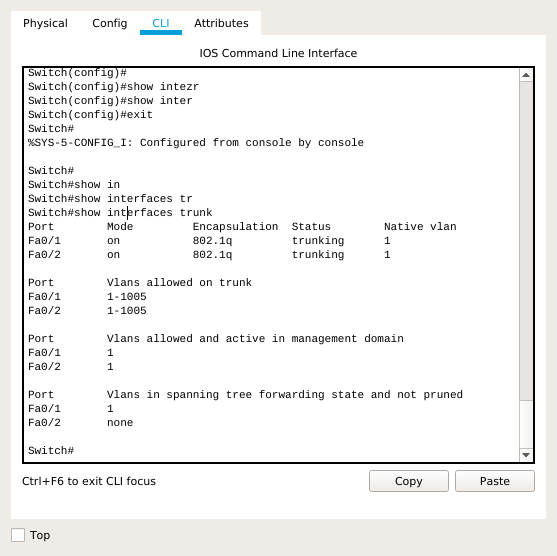 Physical Config CLI Attributes
IOS Command Line Interface
Switch(config)#
Switch(config)#show intezr
Switch(config)#show inter
Switch(config)#exit
Switch#
%SYS-5-CONFIG_I: Configured from console by console
Switch#
Switch#show in
Switch#show interfaces tr
Switch#show interfaces trunk
Port Mode Encapsulation Status Native vlan
Fa0/1 on 802.1q trunking 1
Fa0/2 on 802.1q trunking 1
Port Vlans allowed on trunk
Fa0/1 1-1005
Fa0/2 1-1005
Port Vlans allowed and active in management domain
Fa0/1 1
Fa0/2 1
Port Vlans in spanning tree forwarding state and not pruned
Fa0/1 1
Fa0/2 none
Switch#
Ctrl+F6 to exit CLI focus Copy Paste
Top